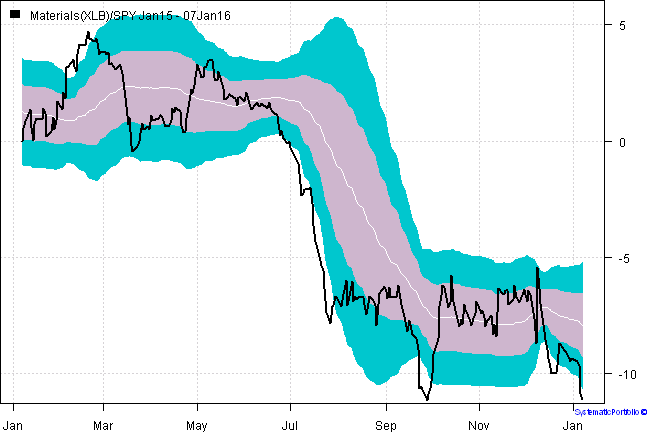 Materials(XLB)/SPY Jan15 - 07Jan16
5
0
-5
-10
Jan Mar May Jul Sep Nov Jan
SystematicPortfolio ©